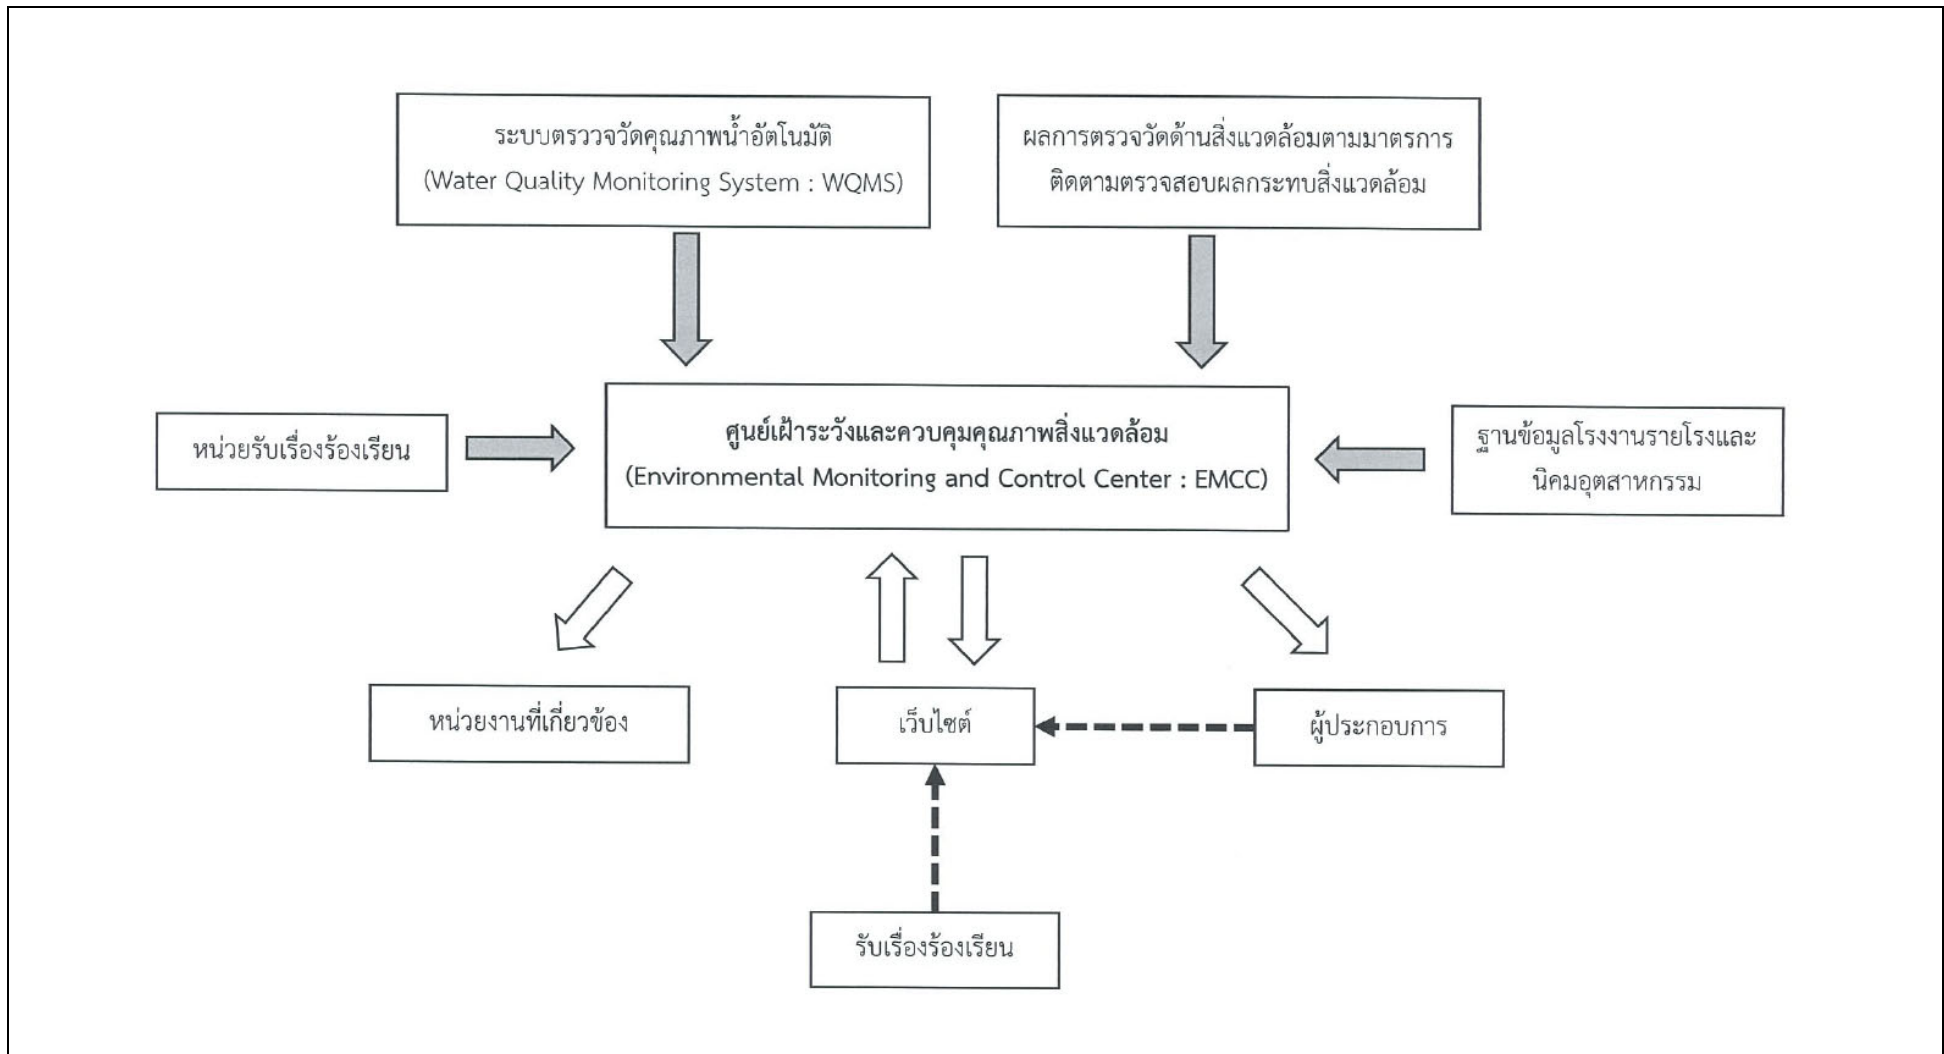 ระบบตรววจวัดคุณภาพน้ำอัตโนมัติ
(Water Quality Monitoring System : WQMS)
ผลการตรวจวัดด้านสิ่งแวดล้อมตามมาตรการ
ติดตามตรวจสอบผลกระทบสิ่งแวดล้อม
หน่วยรับเรื่องร้องเรียน
ศูนย์เฝ้าระวังและควบคุมคุณภาพสิ่งแวดล้อม
(Environmental Monitoring and Control Center : EMCC)
ฐานข้อมูลโรงงานรายโรงและ
นิคมอุตสาหกรรม
หน่วยงานที่เกี่ยวข้อง
เว็บไซต์
ผู้ประกอบการ
รับเรื่องร้องเรียน